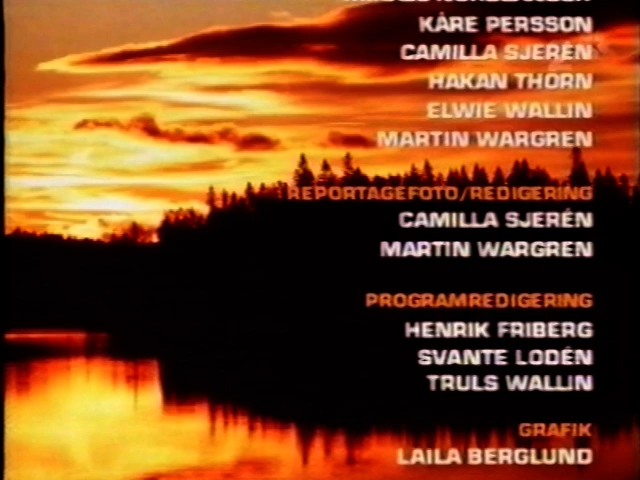 KÅRE PERSSON
CAMILLA SJERÉN
HÅKAN THORN
ELWIE WALLIN
MARTIN WARGREN
REPORTAGEFOTO/REDIGERING
CAMILLA SJERÉN
MARTIN WARGREN
PROGRAMREDIGERING
HENRIK FRIBERG
SVANTE LODÉN
TRULS WALLIN
GRAFIK
LAILA BERGLUND